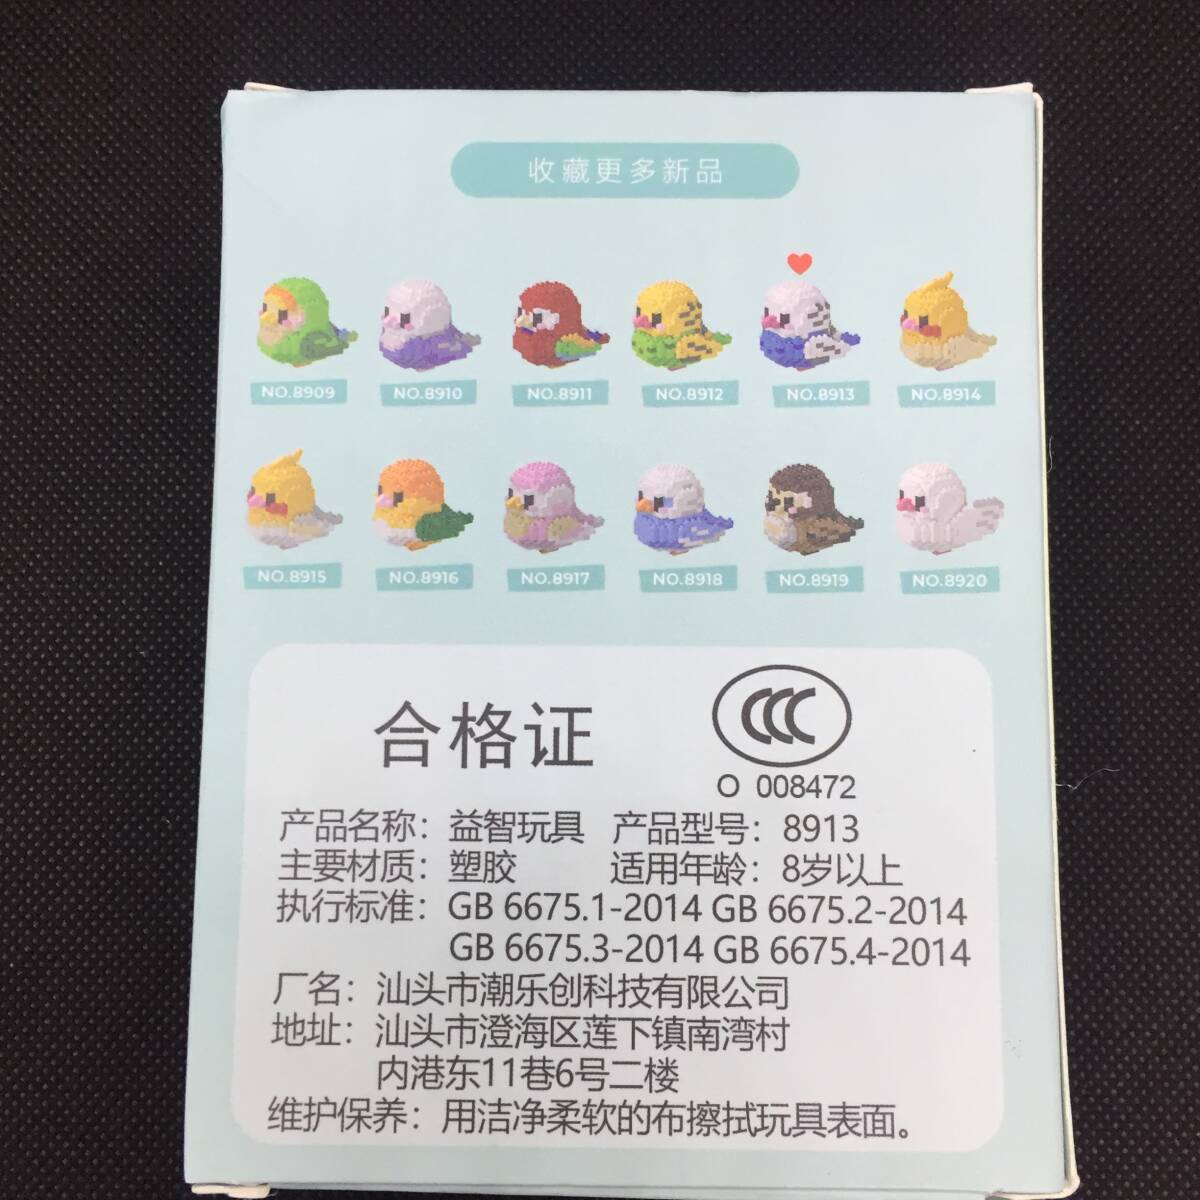 收藏更多新品
NO.8909 NO.8910 NO.8911 NO.8912 NO.8913 NO.8914
NO.8915 NO.8916 NO.8917 NO.8918 NO.8919 NO.8920
合格证
CCC
O 008472
产品名称：益智玩具 产品型号：8913
主要材质：塑胶 适用年龄：8岁以上
执行标准：GB 6675.1-2014 GB 6675.2-2014
GB 6675.3-2014 GB 6675.4-2014
厂名：汕头市潮乐创科技有限公司
地址：汕头市澄海区莲下镇南湾村
内港东11巷6号二楼
维护保养：用洁净柔软的布擦拭玩具表面。